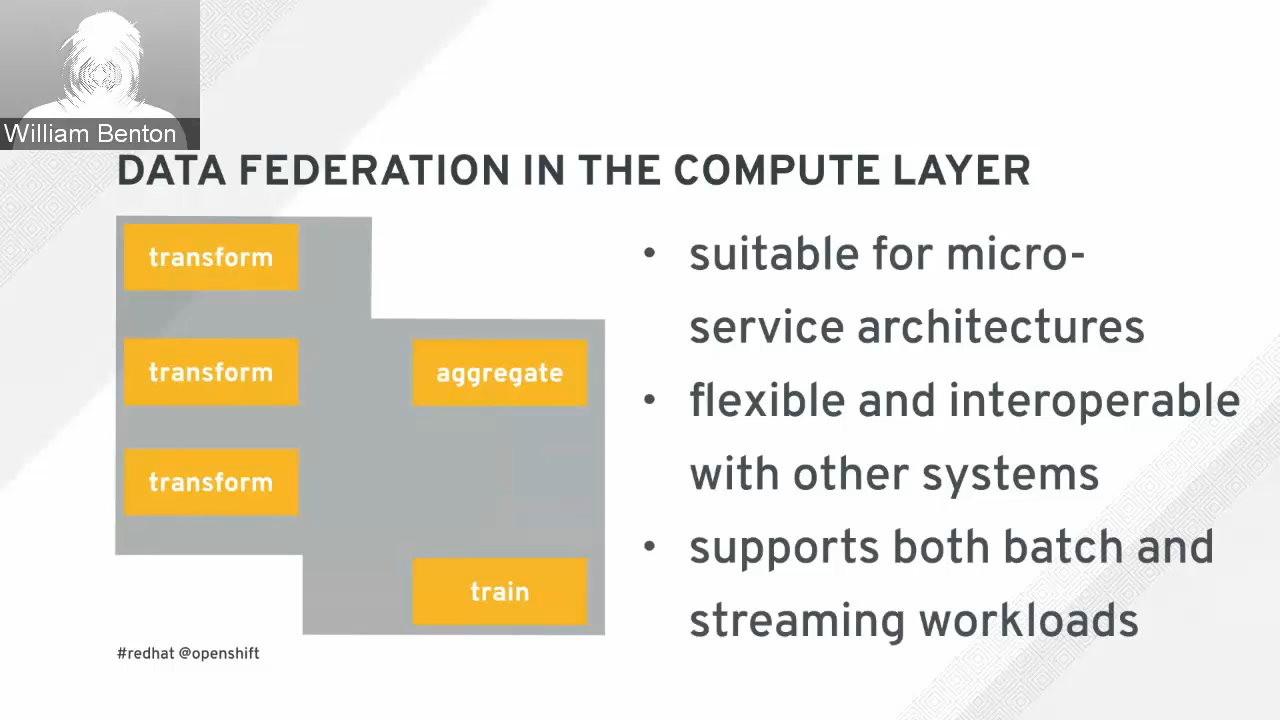 William Benton
DATA FEDERATION IN THE COMPUTE LAYER
transform
transform
aggregate
transform
train
• suitable for micro-
service architectures
• flexible and interoperable
with other systems
• supports both batch and
streaming workloads
#redhat @openshift